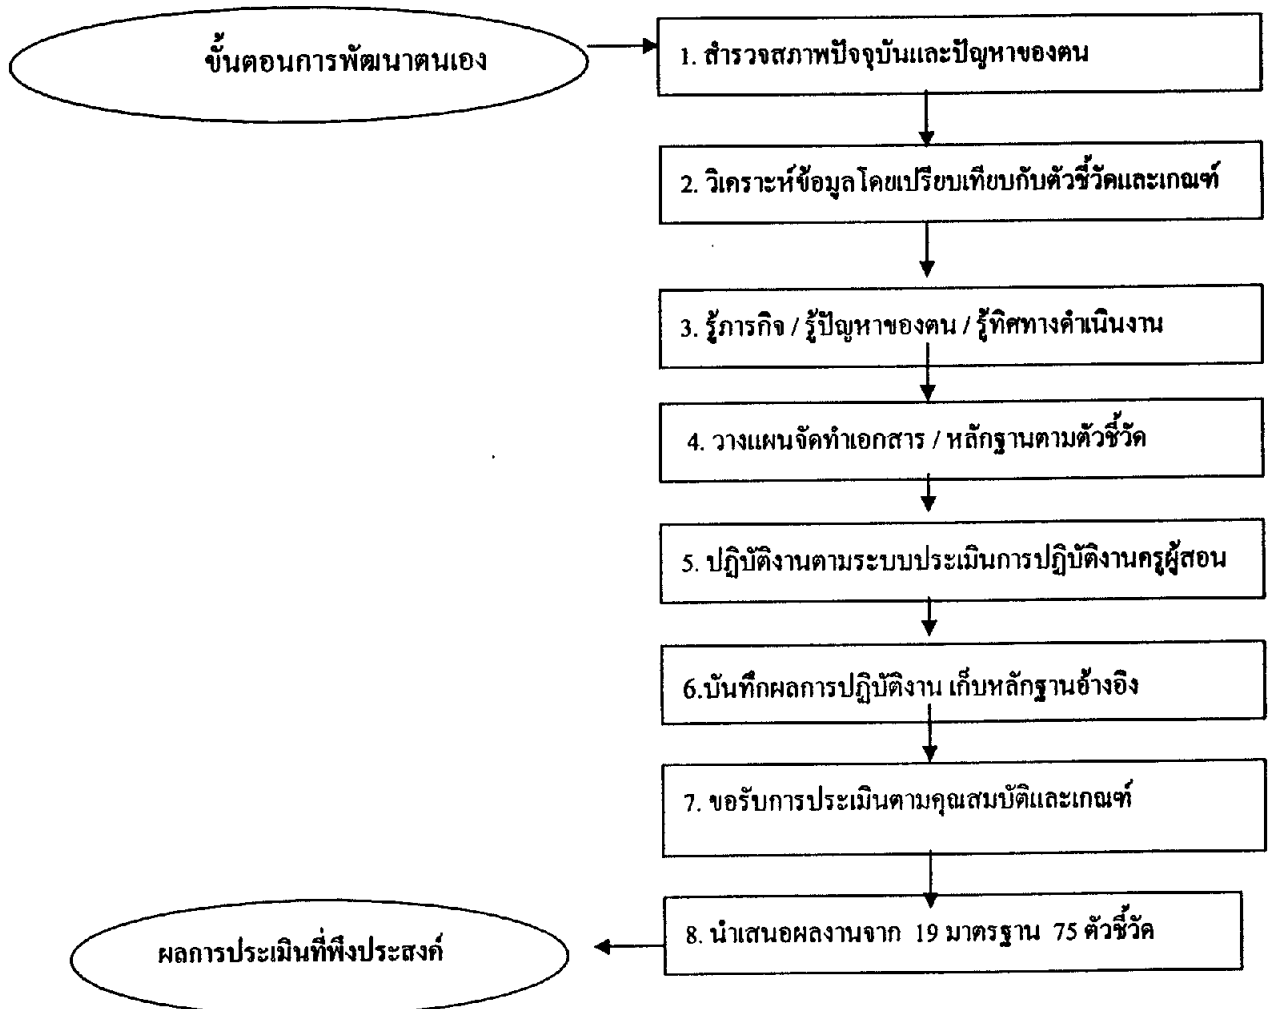 ขั้นตอนการพัฒนาตนเอง
1. สำรวจสภาพปัจจุบันและปัญหาของตน
2. วิเคราะห์ข้อมูลโดยเปรียบเทียบกับตัวชี้วัดและเกณฑ์
3. รู้ภารกิจ / รู้ปัญหาของตน / รู้ทิศทางดำเนินงาน
4. วางแผนจัดทำเอกสาร / หลักฐานตามตัวชี้วัด
5. ปฏิบัติงานตามระบบประเมินการปฏิบัติงานครูผู้สอน
6.บันทึกผลการปฏิบัติงาน เก็บหลักฐานอ้างอิง
7. ขอรับการประเมินตามคุณสมบัติและเกณฑ์
8. นำเสนอผลงานจาก 19 มาตรฐาน 75 ตัวชี้วัด
ผลการประเมินที่พึงประสงค์